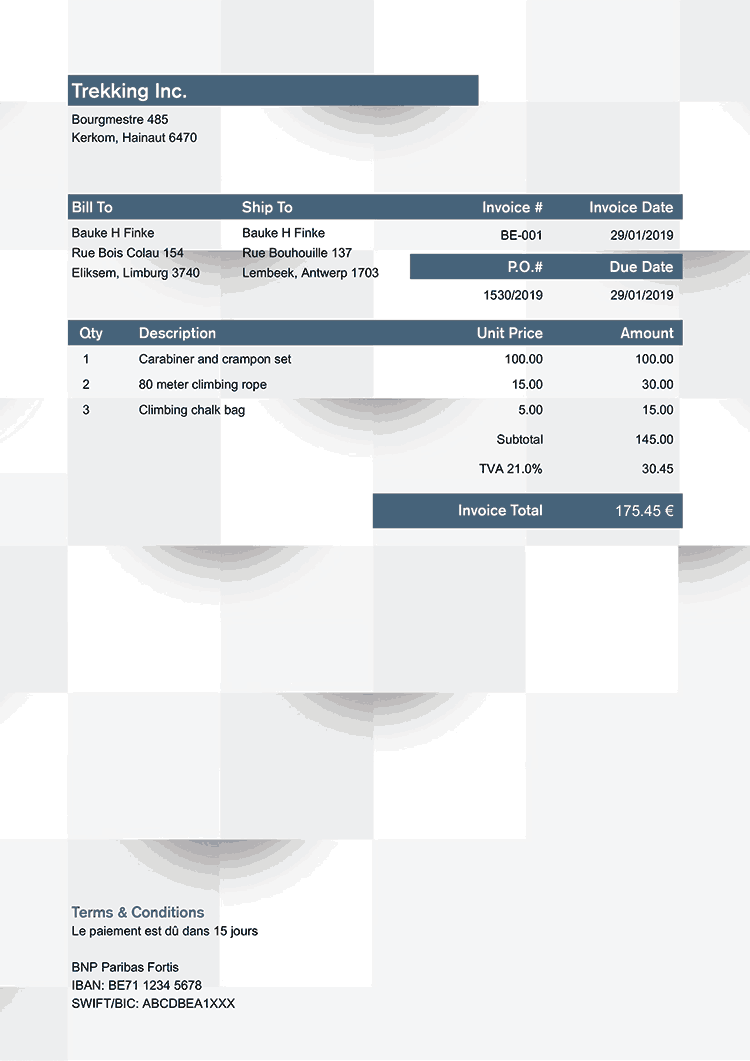 Trekking Inc.
Bourgmestre 485
Kerkom, Hainaut 6470
Bill To Ship To Invoice # Invoice Date
Bauke H Finke Bauke H Finke BE-001 29/01/2019
Rue Bois Colau 154 Rue Bouhouille 137
P.O.# Due Date
Eliksem, Limburg 3740 Lembeek, Antwerp 1703
1530/2019 29/01/2019
Qty Description Unit Price Amount
1 Carabiner and crampon set 100.00 100.00
2 80 meter climbing rope 15.00 30.00
3 Climbing chalk bag 5.00 15.00
Subtotal 145.00
TVA 21.0% 30.45
Invoice Total 175.45 €
Terms & Conditions
Le paiement est dû dans 15 jours
BNP Paribas Fortis
IBAN: BE71 1234 5678
SWIFT/BIC: ABCDBEA1XXX